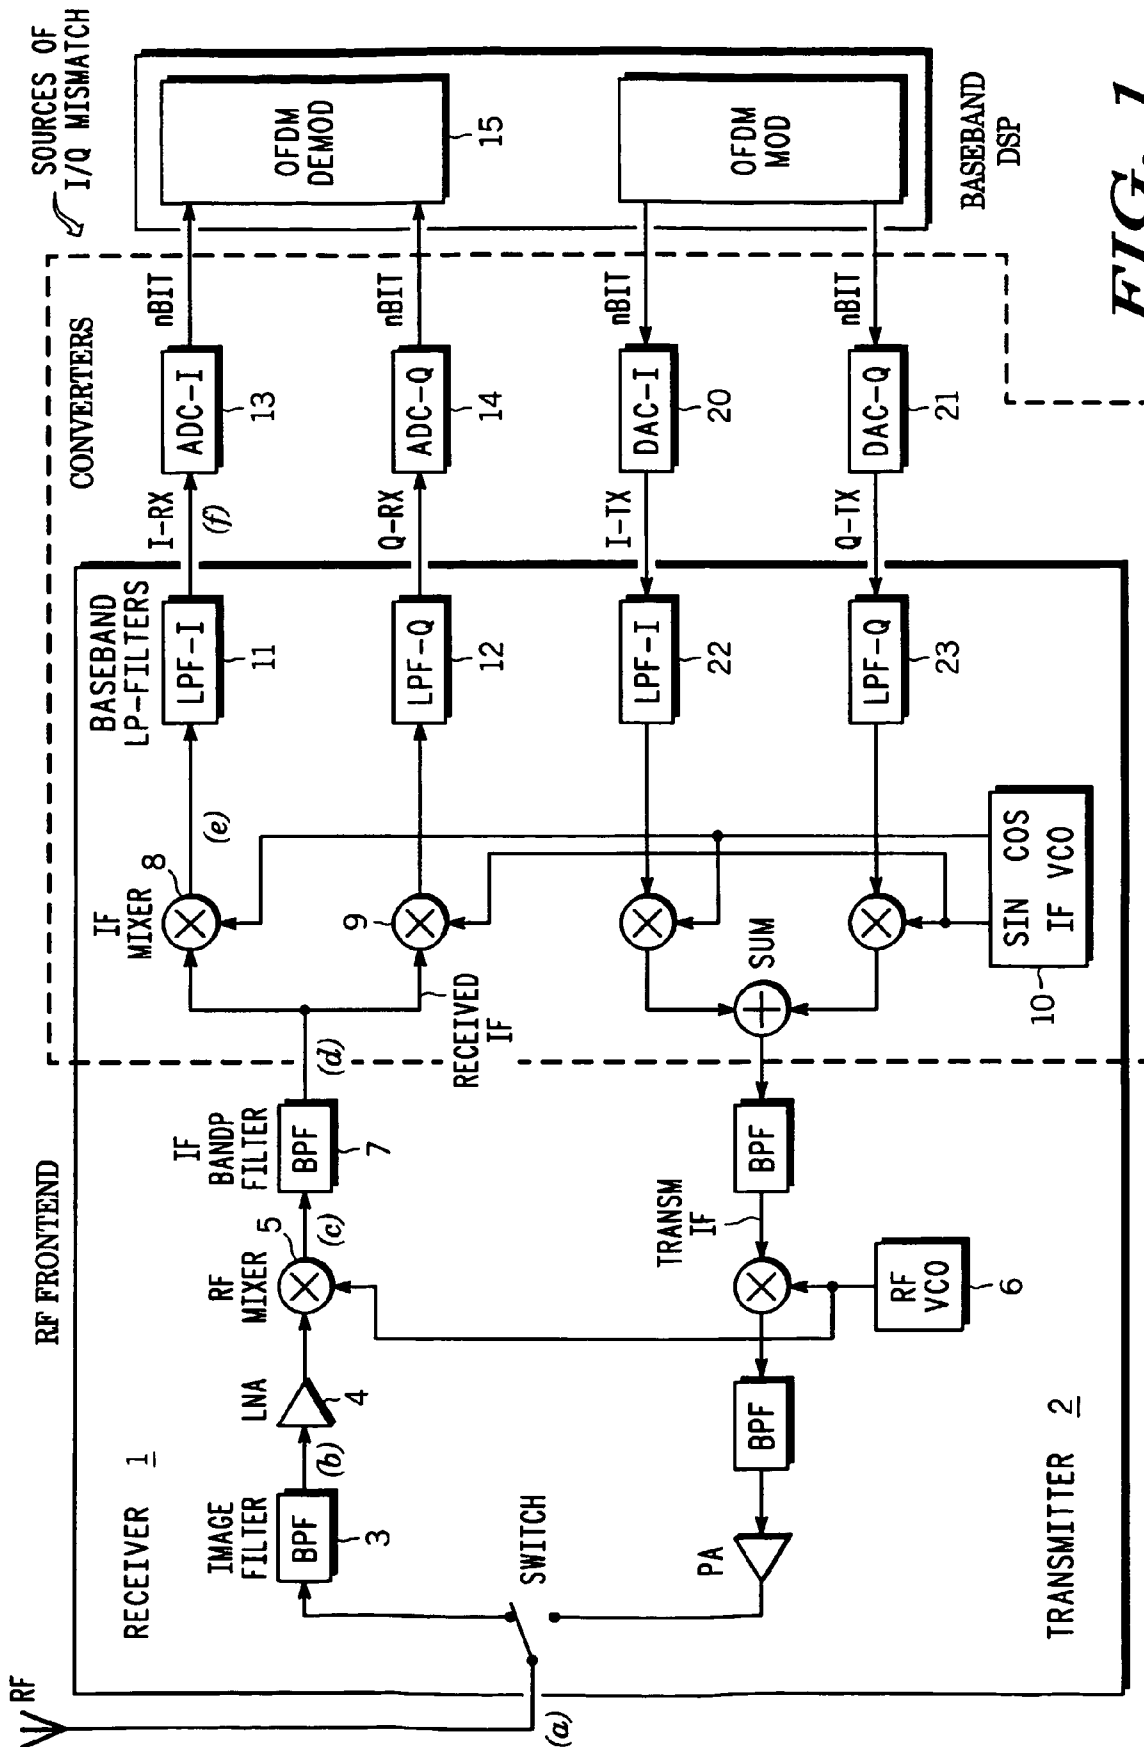 SOURCES OF
I/Q MISMATCH
RF FRONTEND
CONVERTERS
RF
RECEIVER 1
IMAGE
FILTER
BPF
3
(b)
LNA
4
RF
MIXER
5
(c)
IF
BANDP
FILTER
BPF
7
(d)
RECEIVED
IF
IF
MIXER
8
9
(e)
BASEBAND
LP-FILTERS
LPF-I
11
LPF-Q
12
I-RX
(f)
Q-RX
ADC-I
13
ADC-Q
14
nBIT
nBIT
OFDM
DEMOD
15
(a)
SWITCH
PA
BPF
TRANSM
IF
BPF
SUM
RF
VCO
6
LPF-I
22
LPF-Q
23
I-TX
Q-TX
DAC-I
20
DAC-Q
21
nBIT
nBIT
OFDM
MOD
BASEBAND
DSP
SIN COS
IF VCO
10
TRANSMITTER 2
FIG. 1